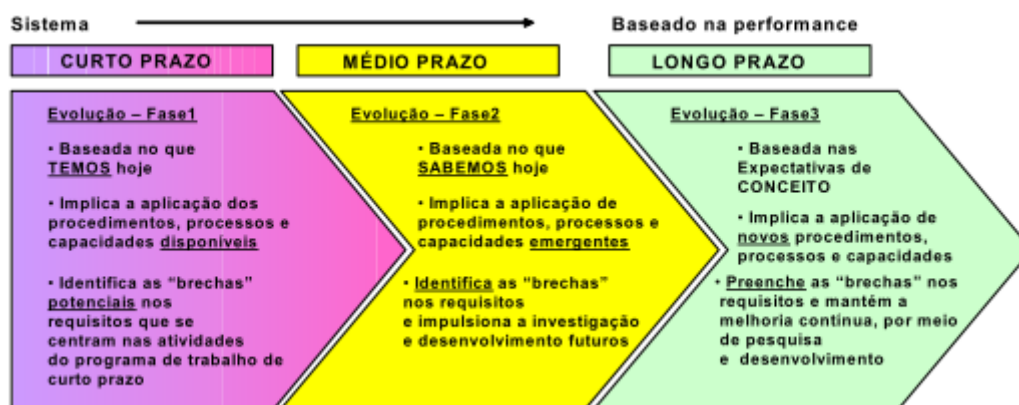 Sistema
Baseado na performance
CURTO PRAZO
MÉDIO PRAZO
LONGO PRAZO
Evolução – Fase1
• Baseada no que
TEMOS hoje
• Implica a aplicação dos
procedimentos, processos e
capacidades disponíveis
• Identifica as “brechas”
potenciais nos
requisitos que se
centram nas atividades
do programa de trabalho de
curto prazo
Evolução – Fase2
• Baseada no que
SABEMOS hoje
• Implica a aplicação de
procedimentos, processos e
capacidades emergentes
• Identifica as “brechas”
nos requisitos
e impulsiona a investigação
e desenvolvimento futuros
Evolução – Fase3
• Baseada nas
Expectativas de
CONCEITO
• Implica a aplicação de
novos procedimentos,
processos e capacidades
• Preenche as “brechas” nos
requisitos e mantém a
melhoria contínua, por meio
de pesquisa
e desenvolvimento